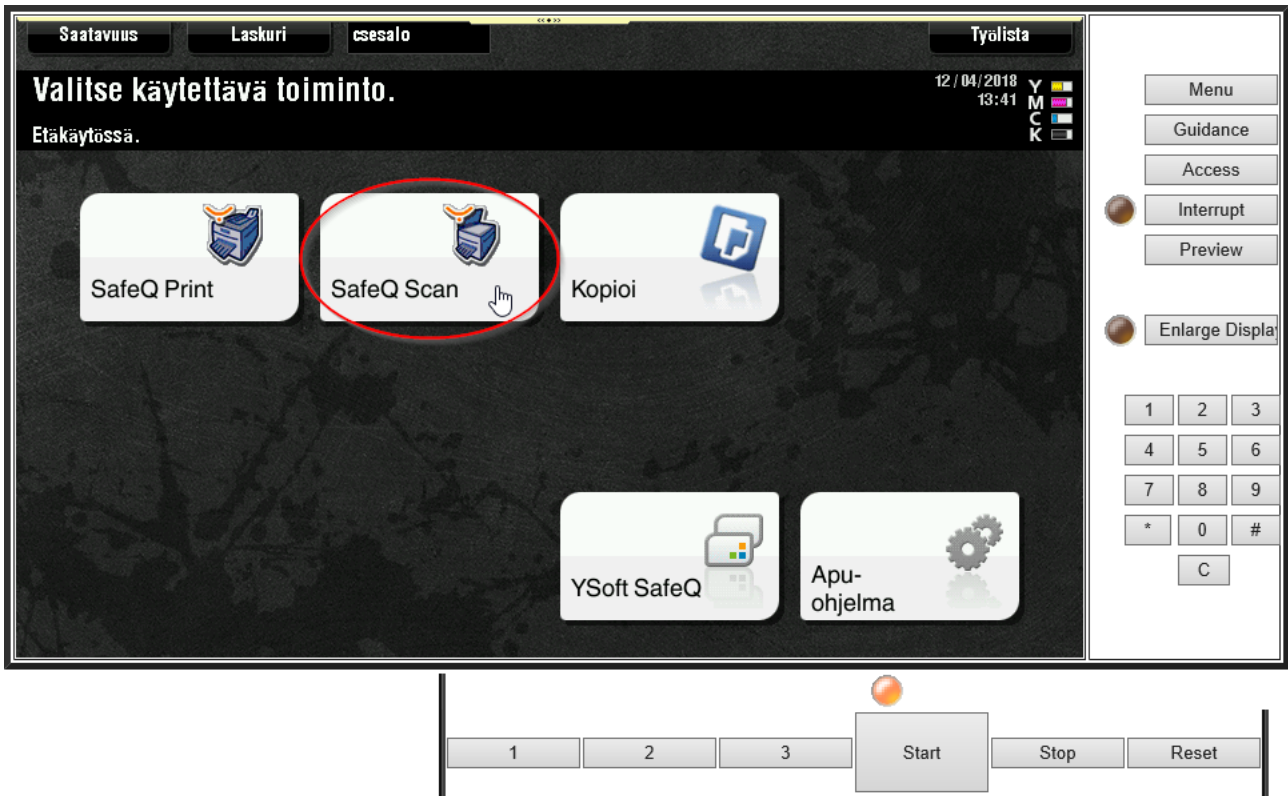 Saatavuus
Laskuri
csesalo
Työlista
Valitse käytettävä toiminto.
Etäkäytössä.
12/04/2018
13:41
Y
M
C
K
SafeQ Print
SafeQ Scan
Kopioi
YSoft SafeQ
Apu-
ohjelma
Menu
Guidance
Access
Interrupt
Preview
Enlarge Display
1 2 3
4 5 6
7 8 9
* 0 #
C
1 2 3 Start Stop Reset